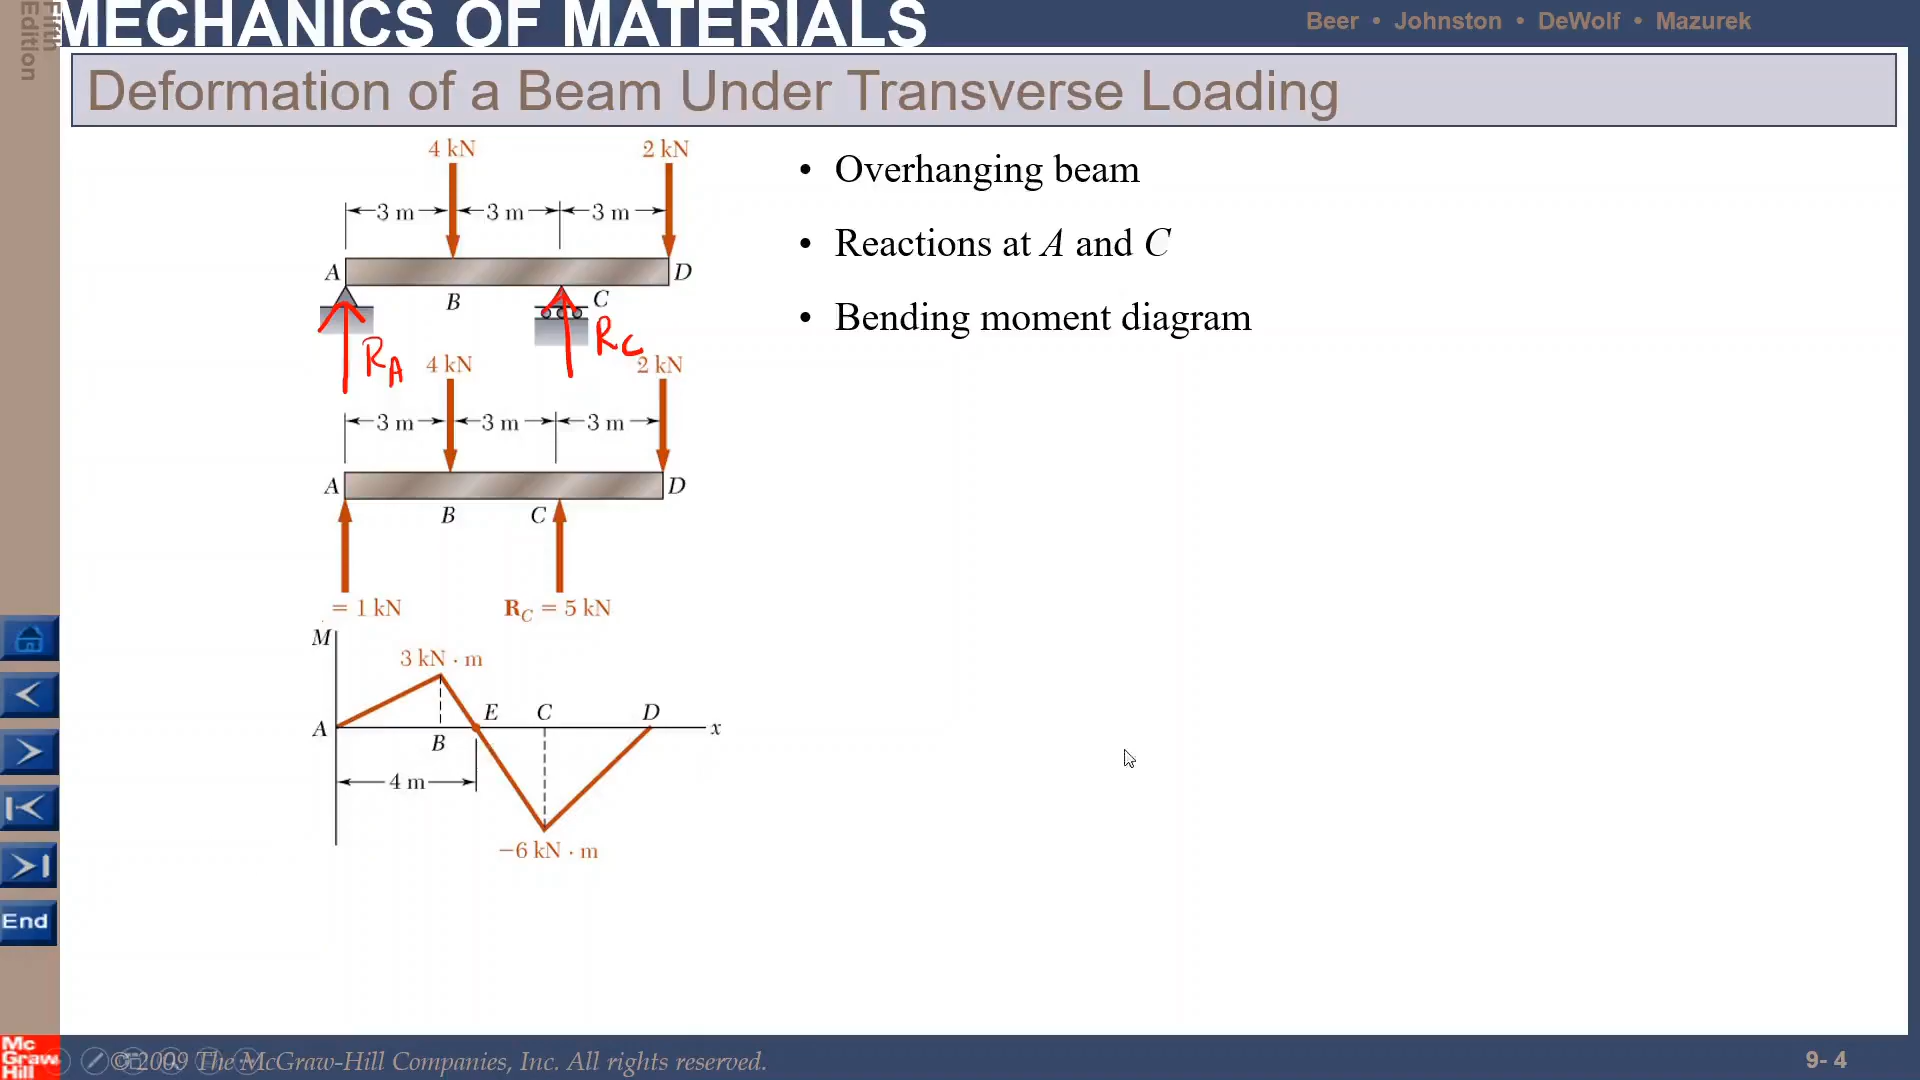 Fifth
Edition
MECHANICS OF MATERIALS
Beer • Johnston • DeWolf • Mazurek
Deformation of a Beam Under Transverse Loading
4 kN
2 kN
3 m 3 m 3 m
A
D
B
C
R_A
R_C
4 kN
2 kN
3 m 3 m 3 m
A
D
B
C
= 1 kN
R_C = 5 kN
M
3 kN · m
E C D
A
x
B
4 m
−6 kN · m
• Overhanging beam
• Reactions at A and C
• Bending moment diagram
End
Mc
Graw
Hill
© 2009 The McGraw-Hill Companies, Inc. All rights reserved.
9- 4